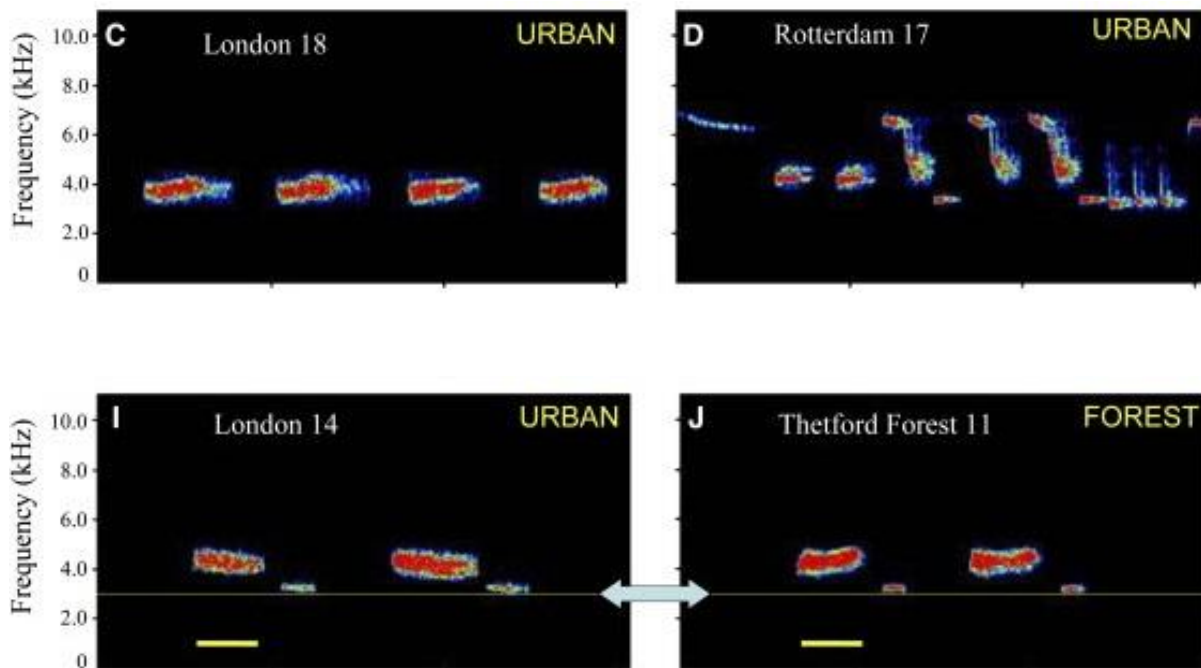 C London 18 URBAN
D Rotterdam 17 URBAN
Frequency (kHz)
10.0
8.0
6.0
4.0
2.0
0
I London 14 URBAN
J Thetford Forest 11 FOREST
Frequency (kHz)
10.0
8.0
6.0
4.0
2.0
0